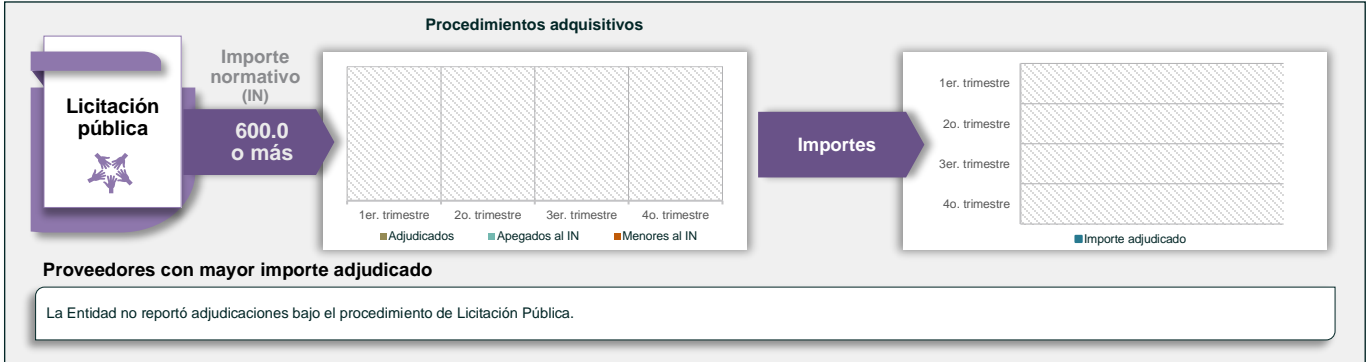 Procedimientos adquisitivos
Licitación
pública
Importe
normativo
(IN)
600.0
o más
1er. trimestre 2o. trimestre 3er. trimestre 4o. trimestre
Adjudicados Apegados al IN Menores al IN
Importes
1er. trimestre
2o. trimestre
3er. trimestre
4o. trimestre
Importe adjudicado
Proveedores con mayor importe adjudicado
La Entidad no reportó adjudicaciones bajo el procedimiento de Licitación Pública.